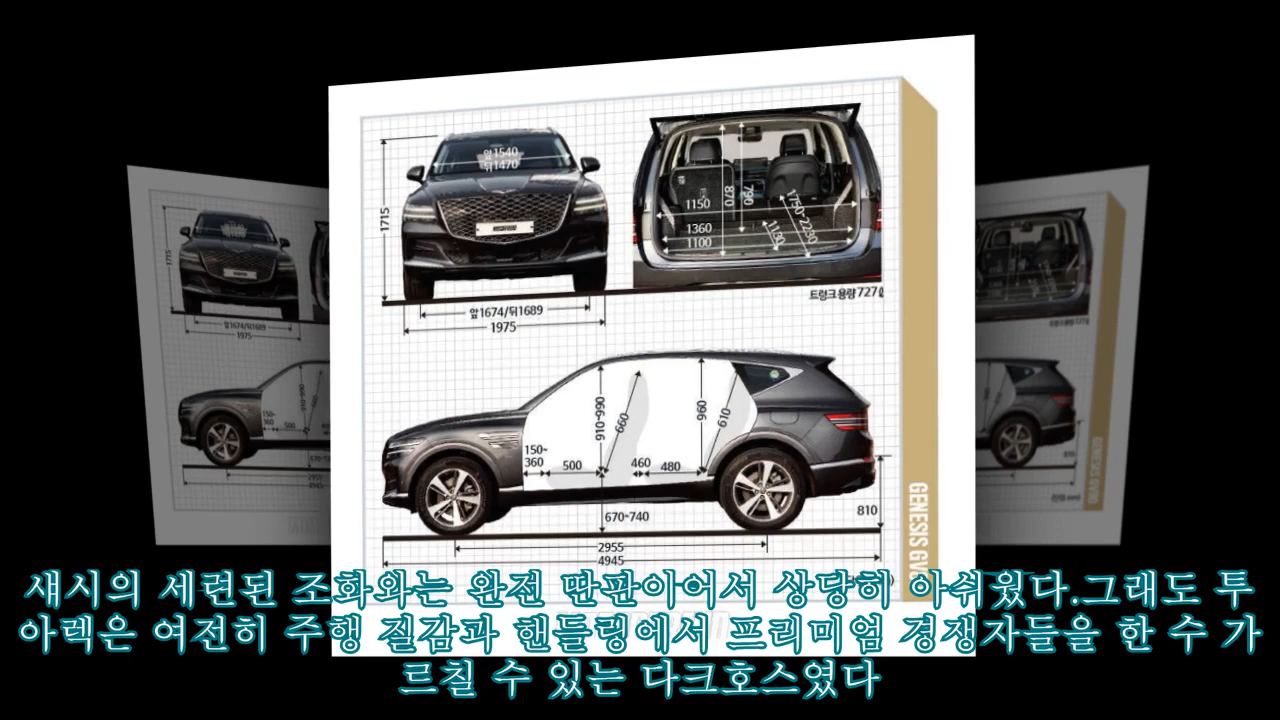 앞1540
뒤1470
1715
앞1674/뒤1689
1975
1150
870
790
1750~2230
1360
1130
1100
트렁크용량727ℓ
150~
360
500
910~990
660
460
480
960
610
670~740
810
2955
4945
GENESIS
섀시의 세련된 조화와는 완전 딴판이어서 상당히 아쉬웠다.그래도 투
아렉은 여전히 주행 질감과 핸들링에서 프리미엄 경쟁자들을 한 수 가
르칠 수 있는 다크호스였다